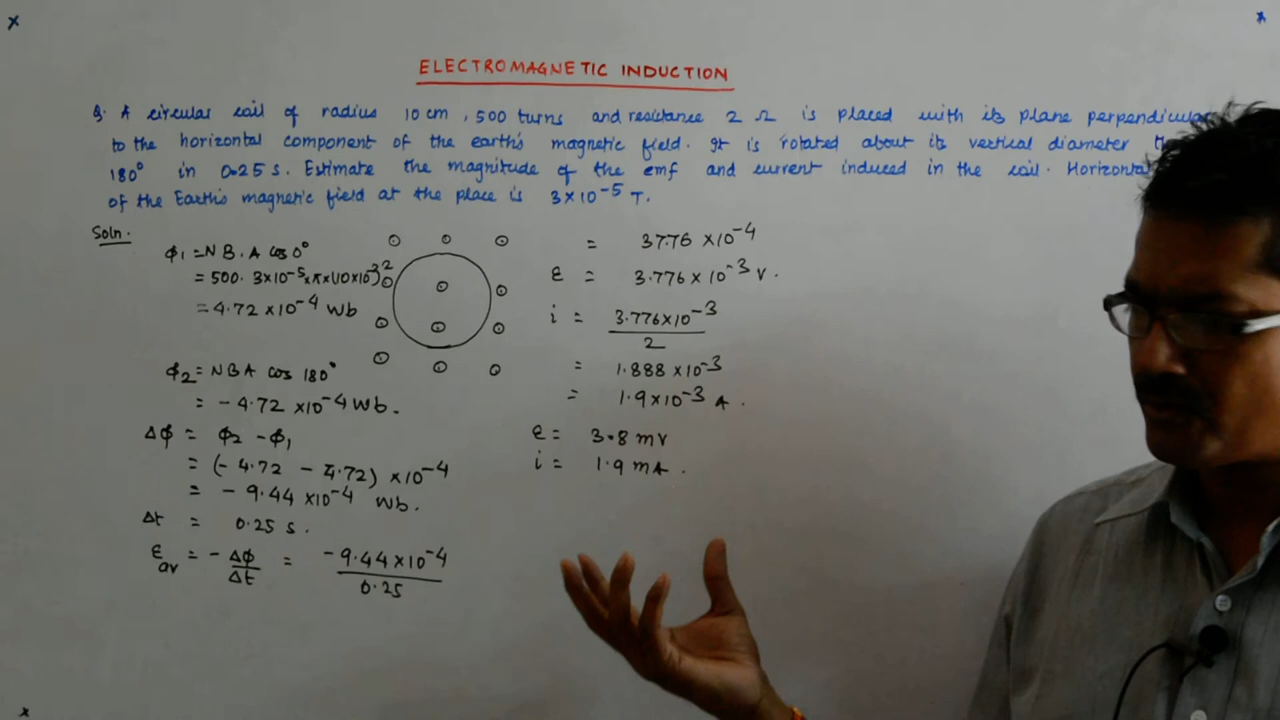 ELECTROMAGNETIC INDUCTION
Q. A circular coil of radius 10 cm, 500 turns and resistance 2 Ω is placed with its plane perpendicular
to the horizontal component of the earth's magnetic field. It is rotated about its vertical diameter
180° in 0.25 s. Estimate the magnitude of the emf and current induced in the coil. Horizontal
of the Earth's magnetic field at the place is 3×10⁻⁵ T.
Soln.
ϕ₁ = N B. A cos 0°
= 500. 3×10⁻⁵×π×(10×10⁻²)²
= 4.72 ×10⁻⁴ Wb
ϕ₂ = N B A cos 180°
= - 4.72 ×10⁻⁴ Wb.
Δϕ = ϕ₂ - ϕ₁
= (- 4.72 - 4.72) ×10⁻⁴
= - 9.44 ×10⁻⁴ Wb.
Δt = 0.25 s.
ε av = - Δϕ/Δt = - 9.44×10⁻⁴ / 0.25
= 37.76 ×10⁻⁴
ε = 3.776 × 10⁻³ V.
i = 3.776×10⁻³ / 2
= 1.888 ×10⁻³
= 1.9×10⁻³ A.
ε = 3.8 mV
i = 1.9 mA.